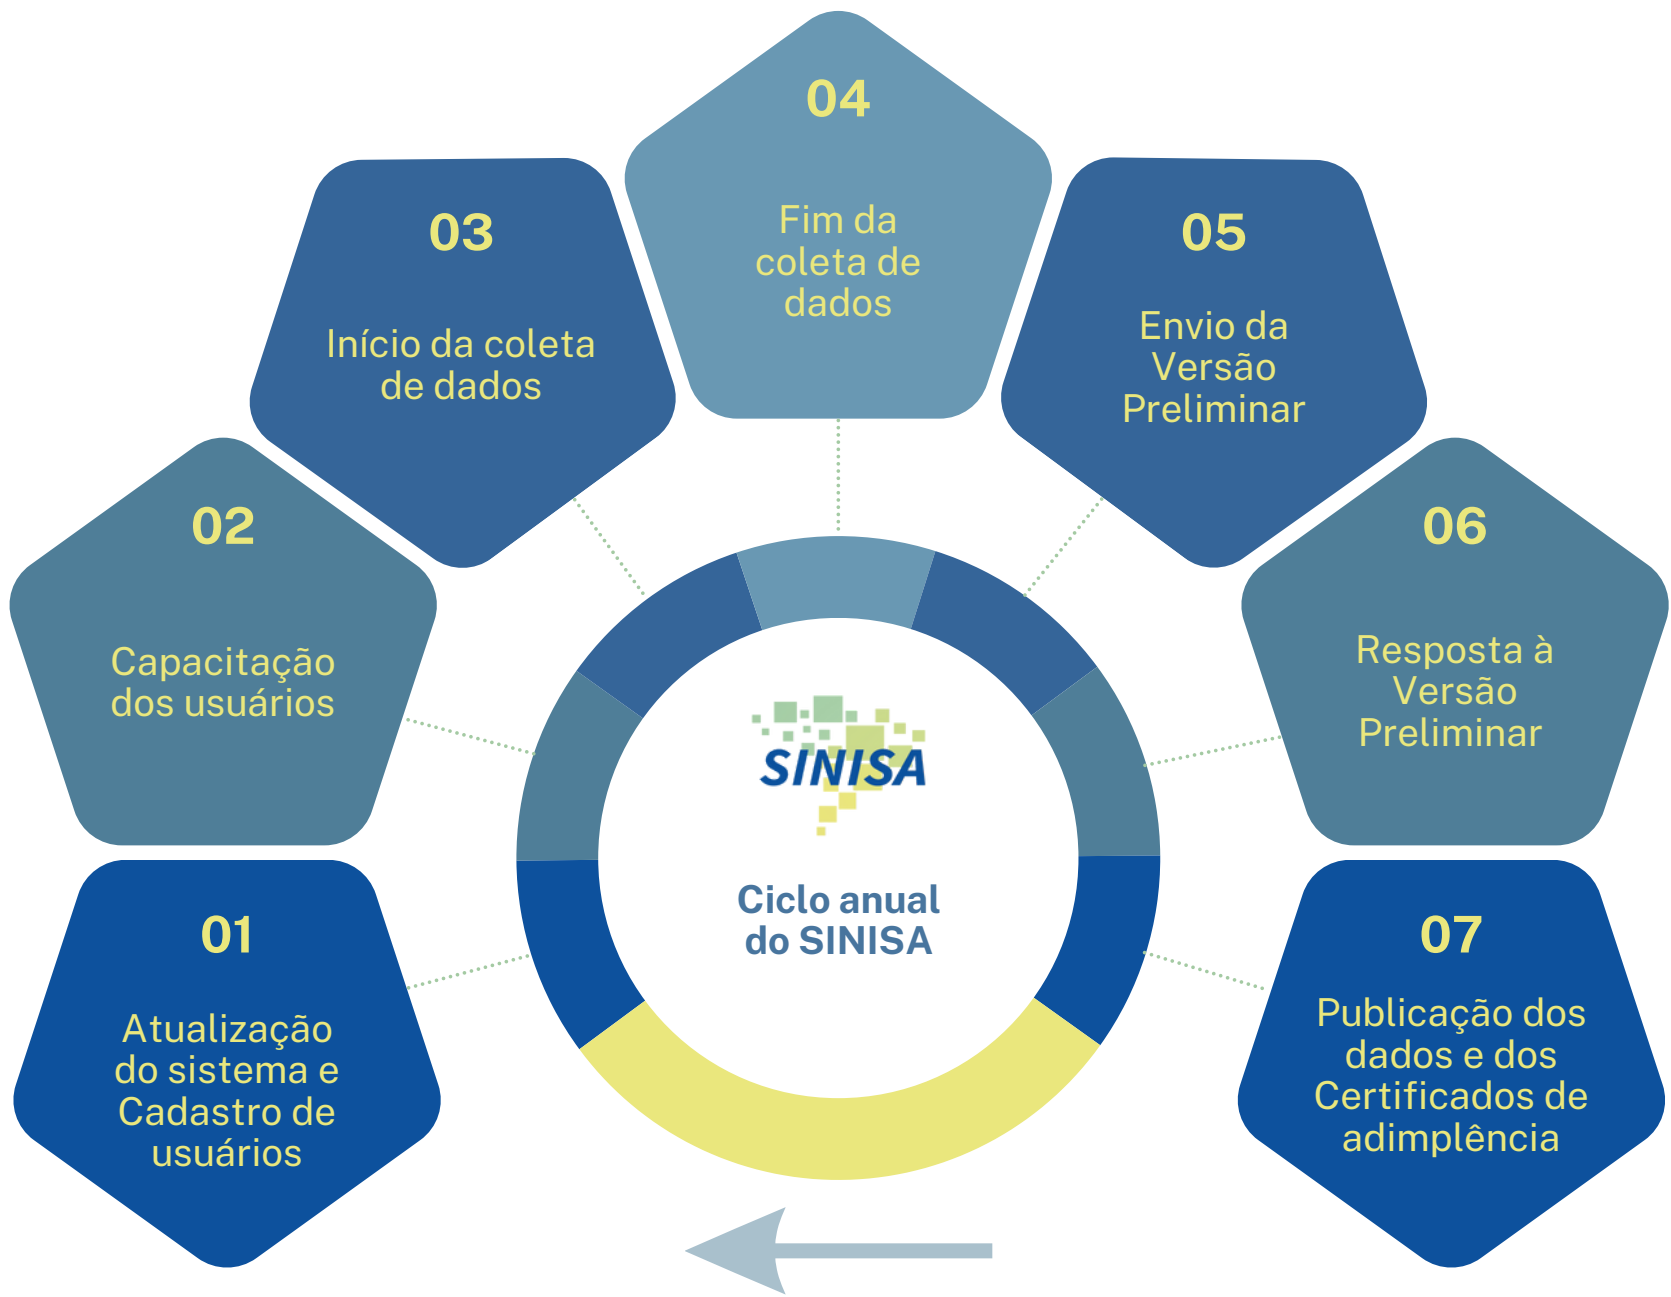 04
Fim da
coleta de
dados
03
Início da coleta
de dados
05
Envio da
Versão
Preliminar
02
Capacitação
dos usuários
06
Resposta à
Versão
Preliminar
SINISA
Ciclo anual
do SINISA
01
Atualização
do sistema e
Cadastro de
usuários
07
Publicação dos
dados e dos
Certificados de
adimplência